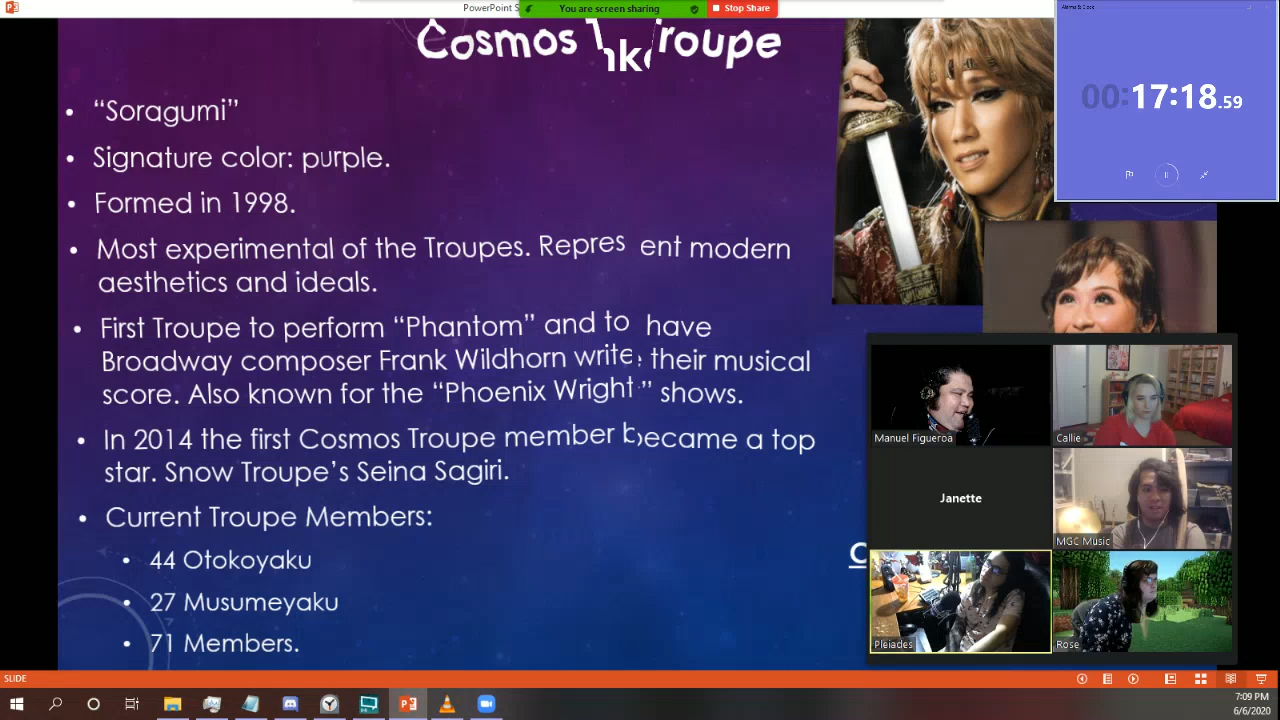 PowerPoint S
You are screen sharing
Stop Share
Alarms & Clock
00:17:18.59
Cosmos Troupe
“Soragumi”
Signature color: purple.
Formed in 1998.
Most experimental of the Troupes. Represent modern
aesthetics and ideals.
First Troupe to perform “Phantom” and to have
Broadway composer Frank Wildhorn write their musical
score. Also known for the “Phoenix Wright” shows.
In 2014 the first Cosmos Troupe member became a top
star. Snow Troupe’s Seina Sagiri.
Current Troupe Members:
44 Otokoyaku
27 Musumeyaku
71 Members.
Manuel Figueroa
Callie
Janette
MGC Music
Pleiades
Rose
SLIDE
7:09 PM
6/6/2020